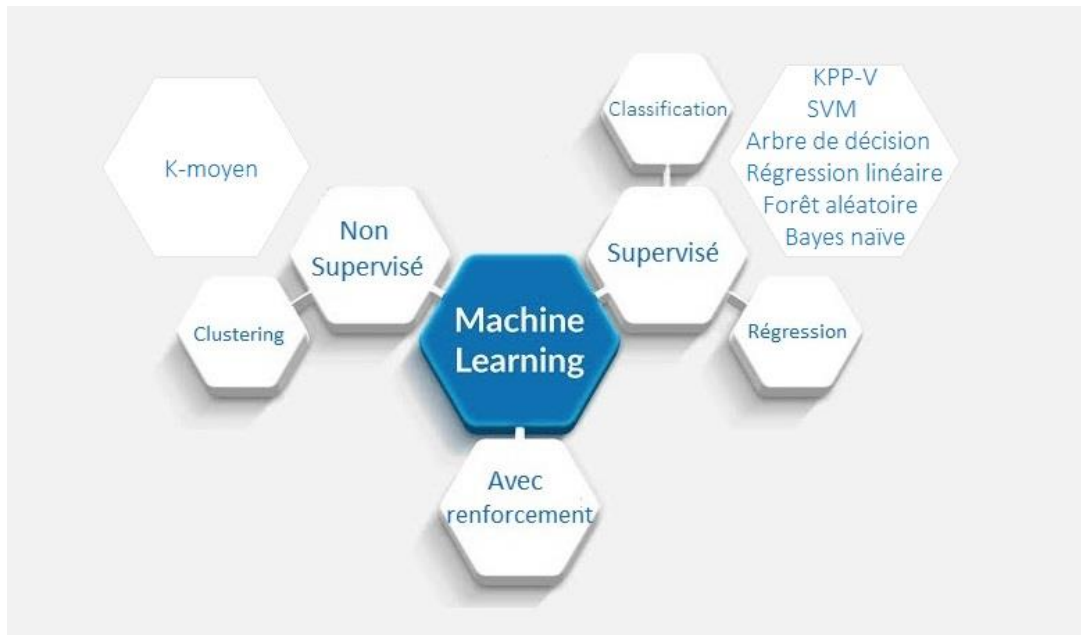 K-moyen
Non
Supervisé
Clustering
Machine
Learning
Avec
renforcement
Supervisé
Classification
Régression
KPP-V
SVM
Arbre de décision
Régression linéaire
Forêt aléatoire
Bayes naïve